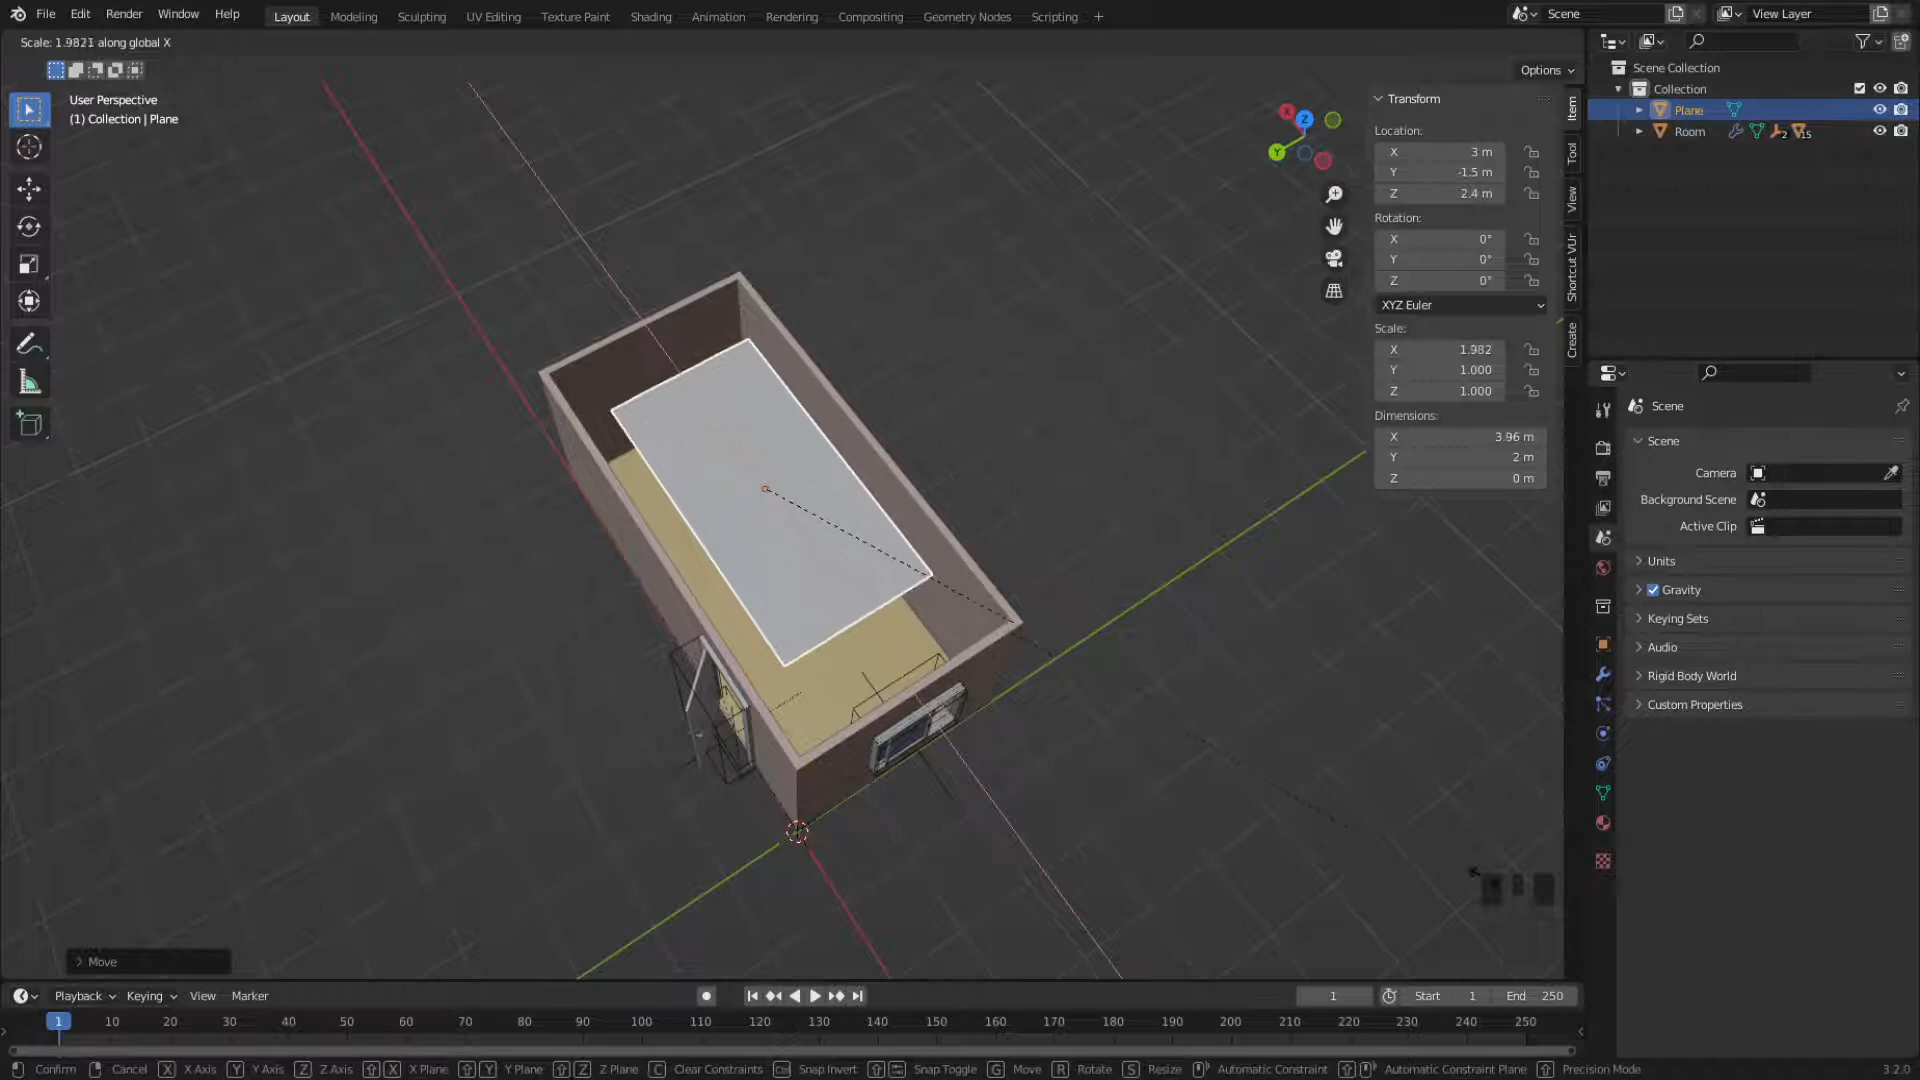 File Edit Render Window Help Layout Modeling Sculpting UV Editing Texture Paint Shading Animation Rendering Compositing Geometry Nodes Scripting + Scene View Layer
Scale: 1.9821 along global X
Options
User Perspective
(1) Collection | Plane
Transform
Location:
X 3 m
Y -1.5 m
Z 2.4 m
Rotation:
X 0°
Y 0°
Z 0°
XYZ Euler
Scale:
X 1.982
Y 1.000
Z 1.000
Dimensions:
X 3.96 m
Y 2 m
Z 0 m
Item
Tool
View
Shortcut VUr
Create
X
Z
Y
Scene Collection
Collection
Plane
Room 2 15
Scene
Scene
Camera
Background Scene
Active Clip
Units
Gravity
Keying Sets
Audio
Rigid Body World
Custom Properties
Move
Playback Keying View Marker 1 Start 1 End 250
1 10 20 30 40 50 60 70 80 90 100 110 120 130 140 150 160 170 180 190 200 210 220 230 240 250
Confirm Cancel X X Axis Y Y Axis Z Z Axis X X Plane Y Y Plane Z Z Plane C Clear Constraints Snap Invert Snap Toggle G Move R Rotate S Resize Automatic Constraint Automatic Constraint Plane Precision Mode 3.2.0